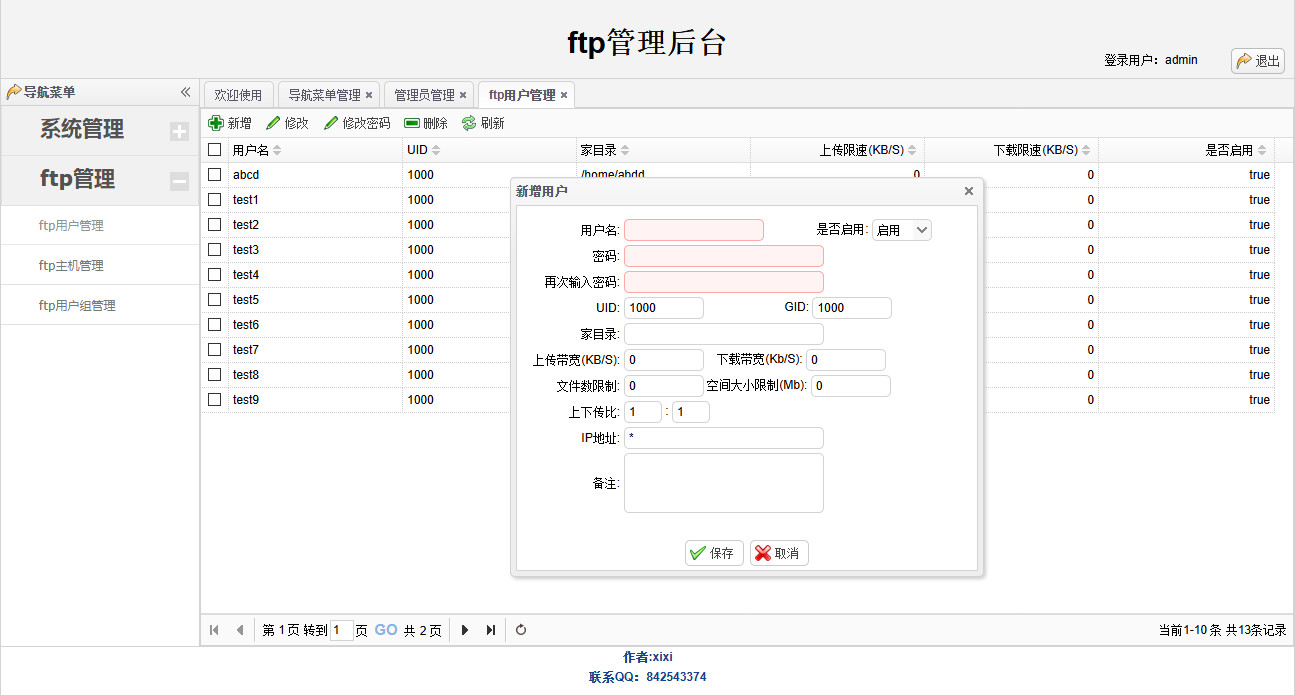 ftp管理后台
登录用户：admin 退出
导航菜单
欢迎使用 导航菜单管理 管理员管理 ftp用户管理
系统管理
ftp管理
ftp用户管理
ftp主机管理
ftp用户组管理
新增 修改 修改密码 删除 刷新
用户名 UID 家目录 上传限速(KB/S) 下载限速(KB/S) 是否启用
abcd 1000 /home/abdd 0 0 true
test1 1000 0 true
test2 1000 0 true
test3 1000 0 true
test4 1000 0 true
test5 1000 0 true
test6 1000 0 true
test7 1000 0 true
test8 1000 0 true
test9 1000 0 true
新增用户
用户名: 是否启用: 启用
密码:
再次输入密码:
UID: 1000 GID: 1000
家目录:
上传带宽(KB/S): 0 下载带宽(Kb/S): 0
文件数限制: 0 空间大小限制(Mb): 0
上下传比: 1 : 1
IP地址: *
备注:
保存 取消
第 1 页 转到 1 页 GO 共 2 页 当前1-10 条 共13条记录
作者:xixi
联系QQ：842543374